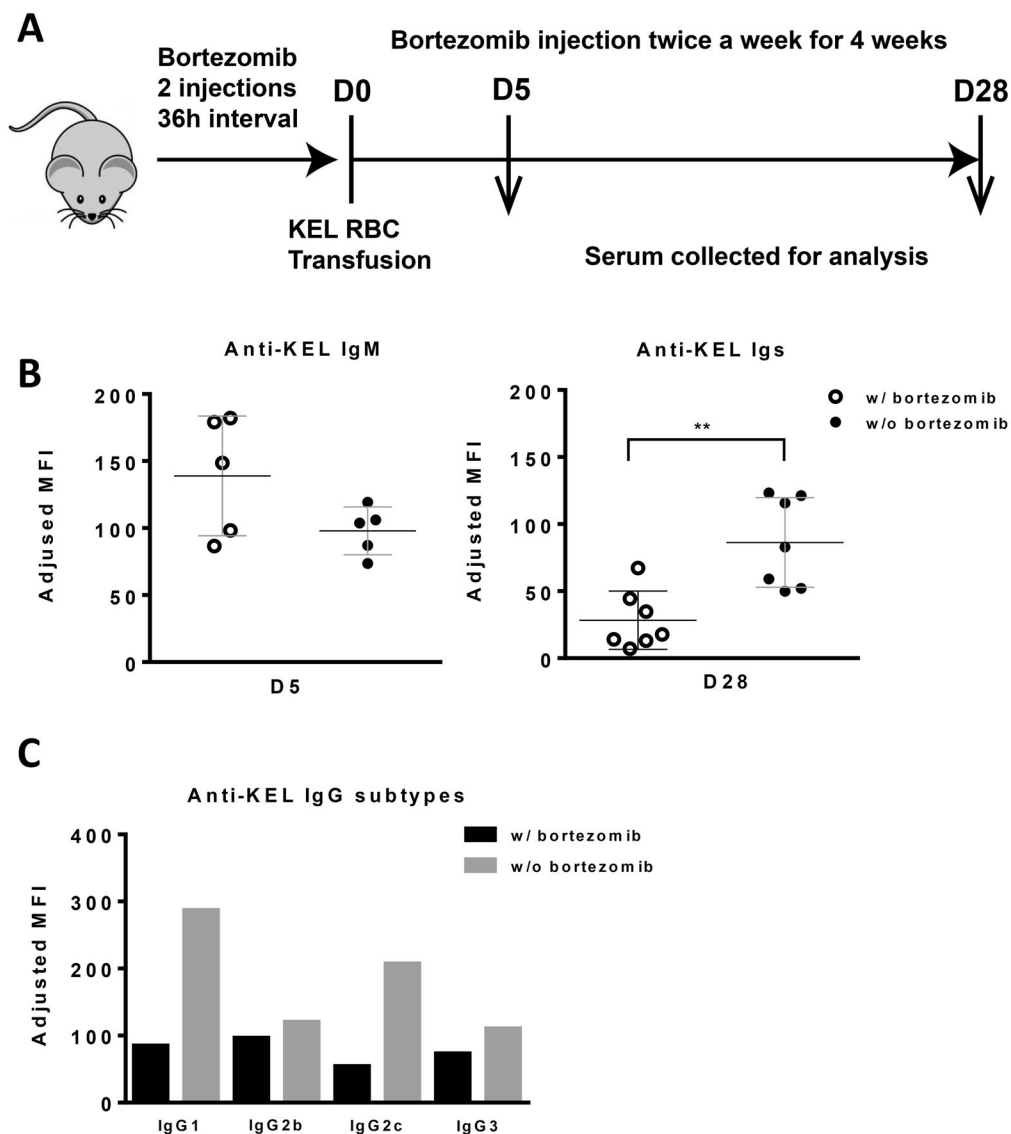 A
Bortezomib
2 injections
36h interval
Bortezomib injection twice a week for 4 weeks
D0
D5
D28
KEL RBC
Transfusion
Serum collected for analysis
B
Anti-KEL IgM
Adjused MFI
200
150
100
50
0
D5
Anti-KEL Igs
Adjusted MFI
200
150
100
50
0
**
D28
w/ bortezomib
w/o bortezomib
C
Anti-KEL IgG subtypes
Adjusted MFI
400
300
200
100
0
IgG1
IgG2b
IgG2c
IgG3
w/ bortezomib
w/o bortezomib